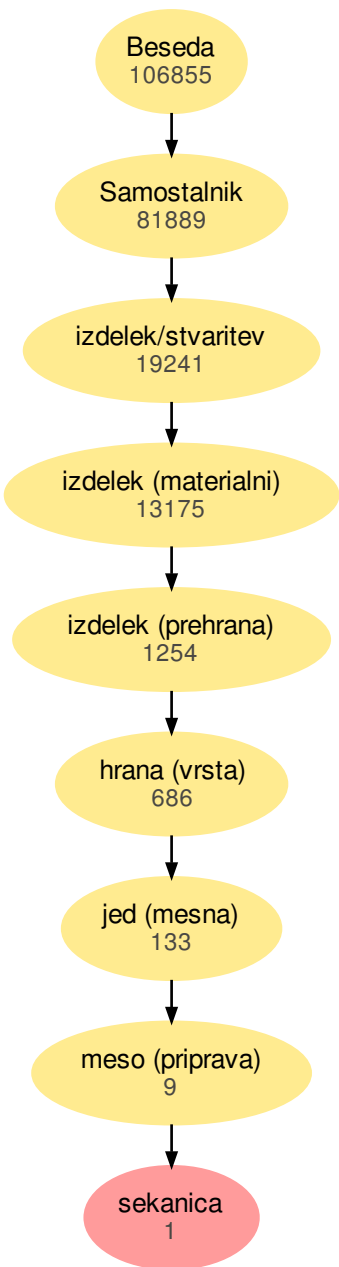 Beseda
106855
Samostalnik
81889
izdelek/stvaritev
19241
izdelek (materialni)
13175
izdelek (prehrana)
1254
hrana (vrsta)
686
jed (mesna)
133
meso (priprava)
9
sekanica
1